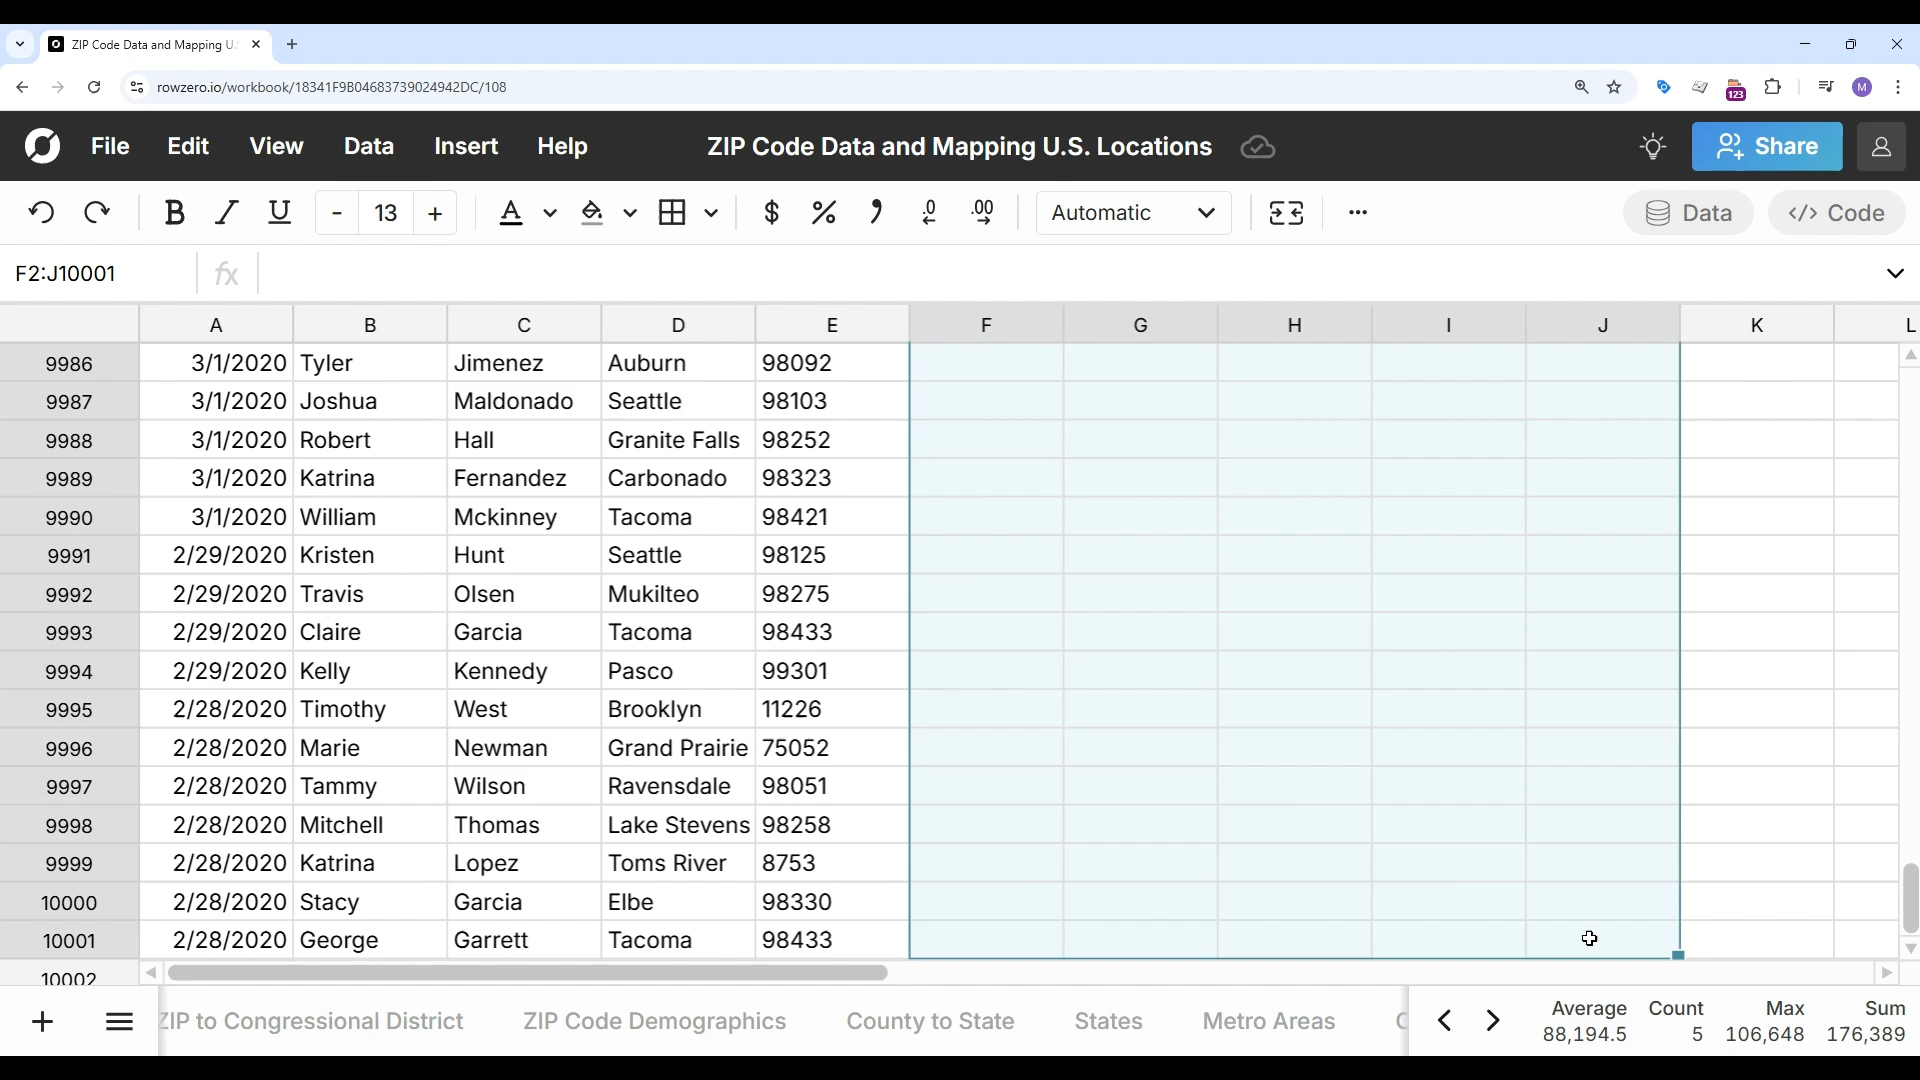 ZIP Code Data and Mapping U.S
rowzero.io/workbook/18341F9B04683739024942DC/108
123
M
File Edit View Data Insert Help ZIP Code Data and Mapping U.S. Locations Share
B I U - 13 + A $ % , .0 .00 Automatic ... Data </> Code
F2:J10001 fx
A B C D E F G H I J K L
9986 3/1/2020 Tyler Jimenez Auburn 98092
9987 3/1/2020 Joshua Maldonado Seattle 98103
9988 3/1/2020 Robert Hall Granite Falls 98252
9989 3/1/2020 Katrina Fernandez Carbonado 98323
9990 3/1/2020 William Mckinney Tacoma 98421
9991 2/29/2020 Kristen Hunt Seattle 98125
9992 2/29/2020 Travis Olsen Mukilteo 98275
9993 2/29/2020 Claire Garcia Tacoma 98433
9994 2/29/2020 Kelly Kennedy Pasco 99301
9995 2/28/2020 Timothy West Brooklyn 11226
9996 2/28/2020 Marie Newman Grand Prairie 75052
9997 2/28/2020 Tammy Wilson Ravensdale 98051
9998 2/28/2020 Mitchell Thomas Lake Stevens 98258
9999 2/28/2020 Katrina Lopez Toms River 8753
10000 2/28/2020 Stacy Garcia Elbe 98330
10001 2/28/2020 George Garrett Tacoma 98433
10002
ZIP to Congressional District ZIP Code Demographics County to State States Metro Areas C
Average Count Max Sum
88,194.5 5 106,648 176,389